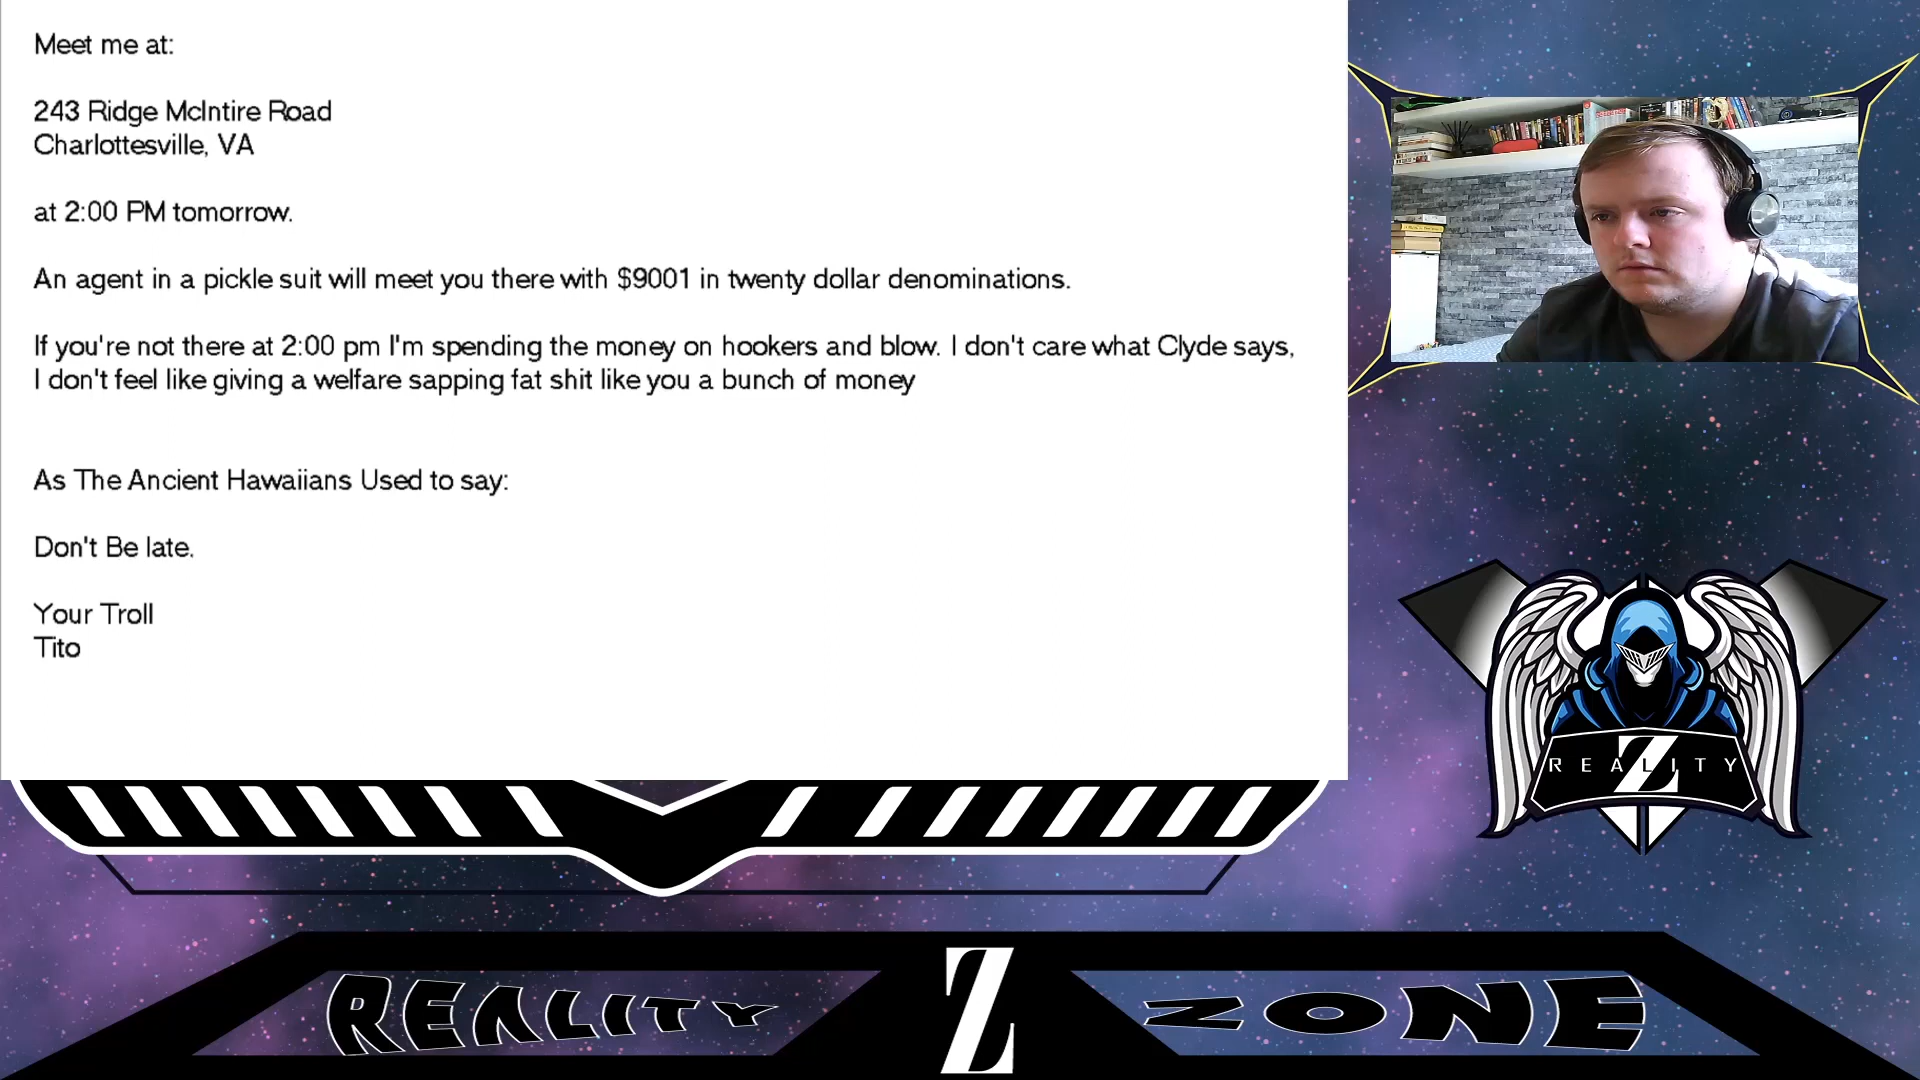 Meet me at:
243 Ridge McIntire Road
Charlottesville, VA
at 2:00 PM tomorrow.
An agent in a pickle suit will meet you there with $9001 in twenty dollar denominations.
If you're not there at 2:00 pm I'm spending the money on hookers and blow. I don't care what Clyde says,
I don't feel like giving a welfare sapping fat shit like you a bunch of money
As The Ancient Hawaiians Used to say:
Don't Be late.
Your Troll
Tito
Z
REALITY
REALITY Z ZONE